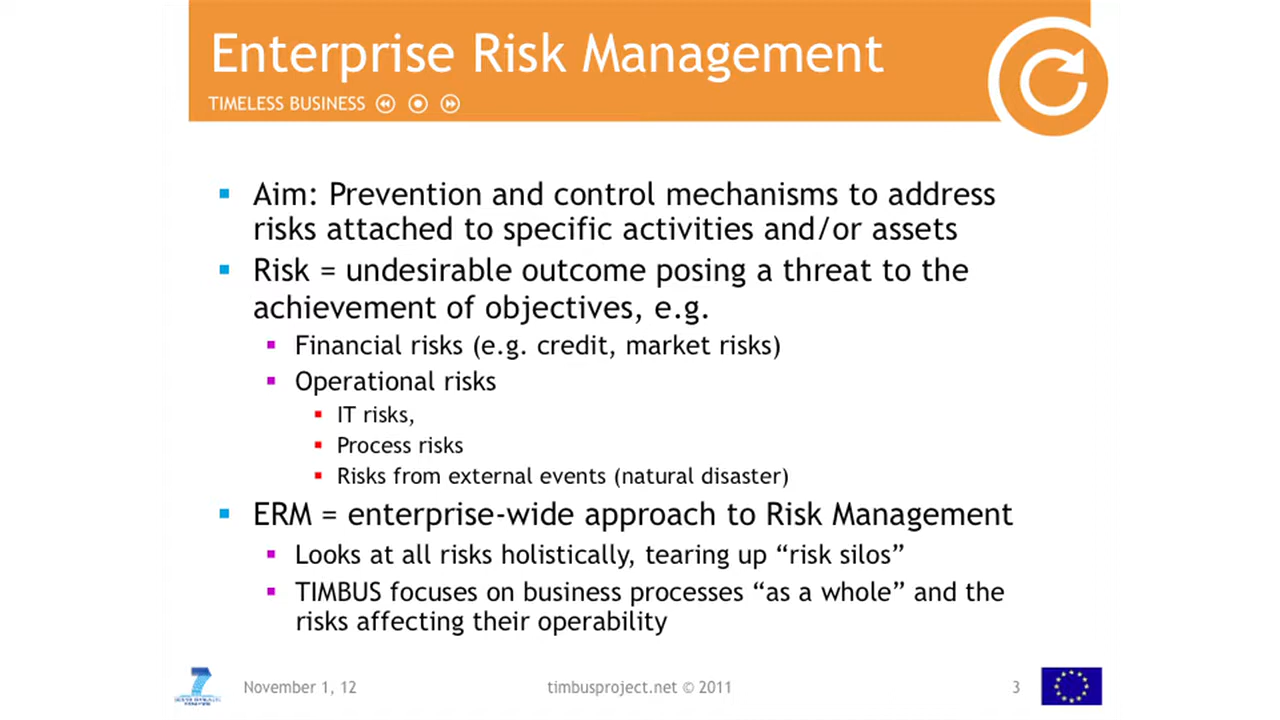 Enterprise Risk Management
TIMELESS BUSINESS
Aim: Prevention and control mechanisms to address
risks attached to specific activities and/or assets
Risk = undesirable outcome posing a threat to the
achievement of objectives, e.g.
Financial risks (e.g. credit, market risks)
Operational risks
IT risks,
Process risks
Risks from external events (natural disaster)
ERM = enterprise-wide approach to Risk Management
Looks at all risks holistically, tearing up “risk silos”
TIMBUS focuses on business processes “as a whole” and the
risks affecting their operability
November 1, 12
timbusproject.net © 2011
3